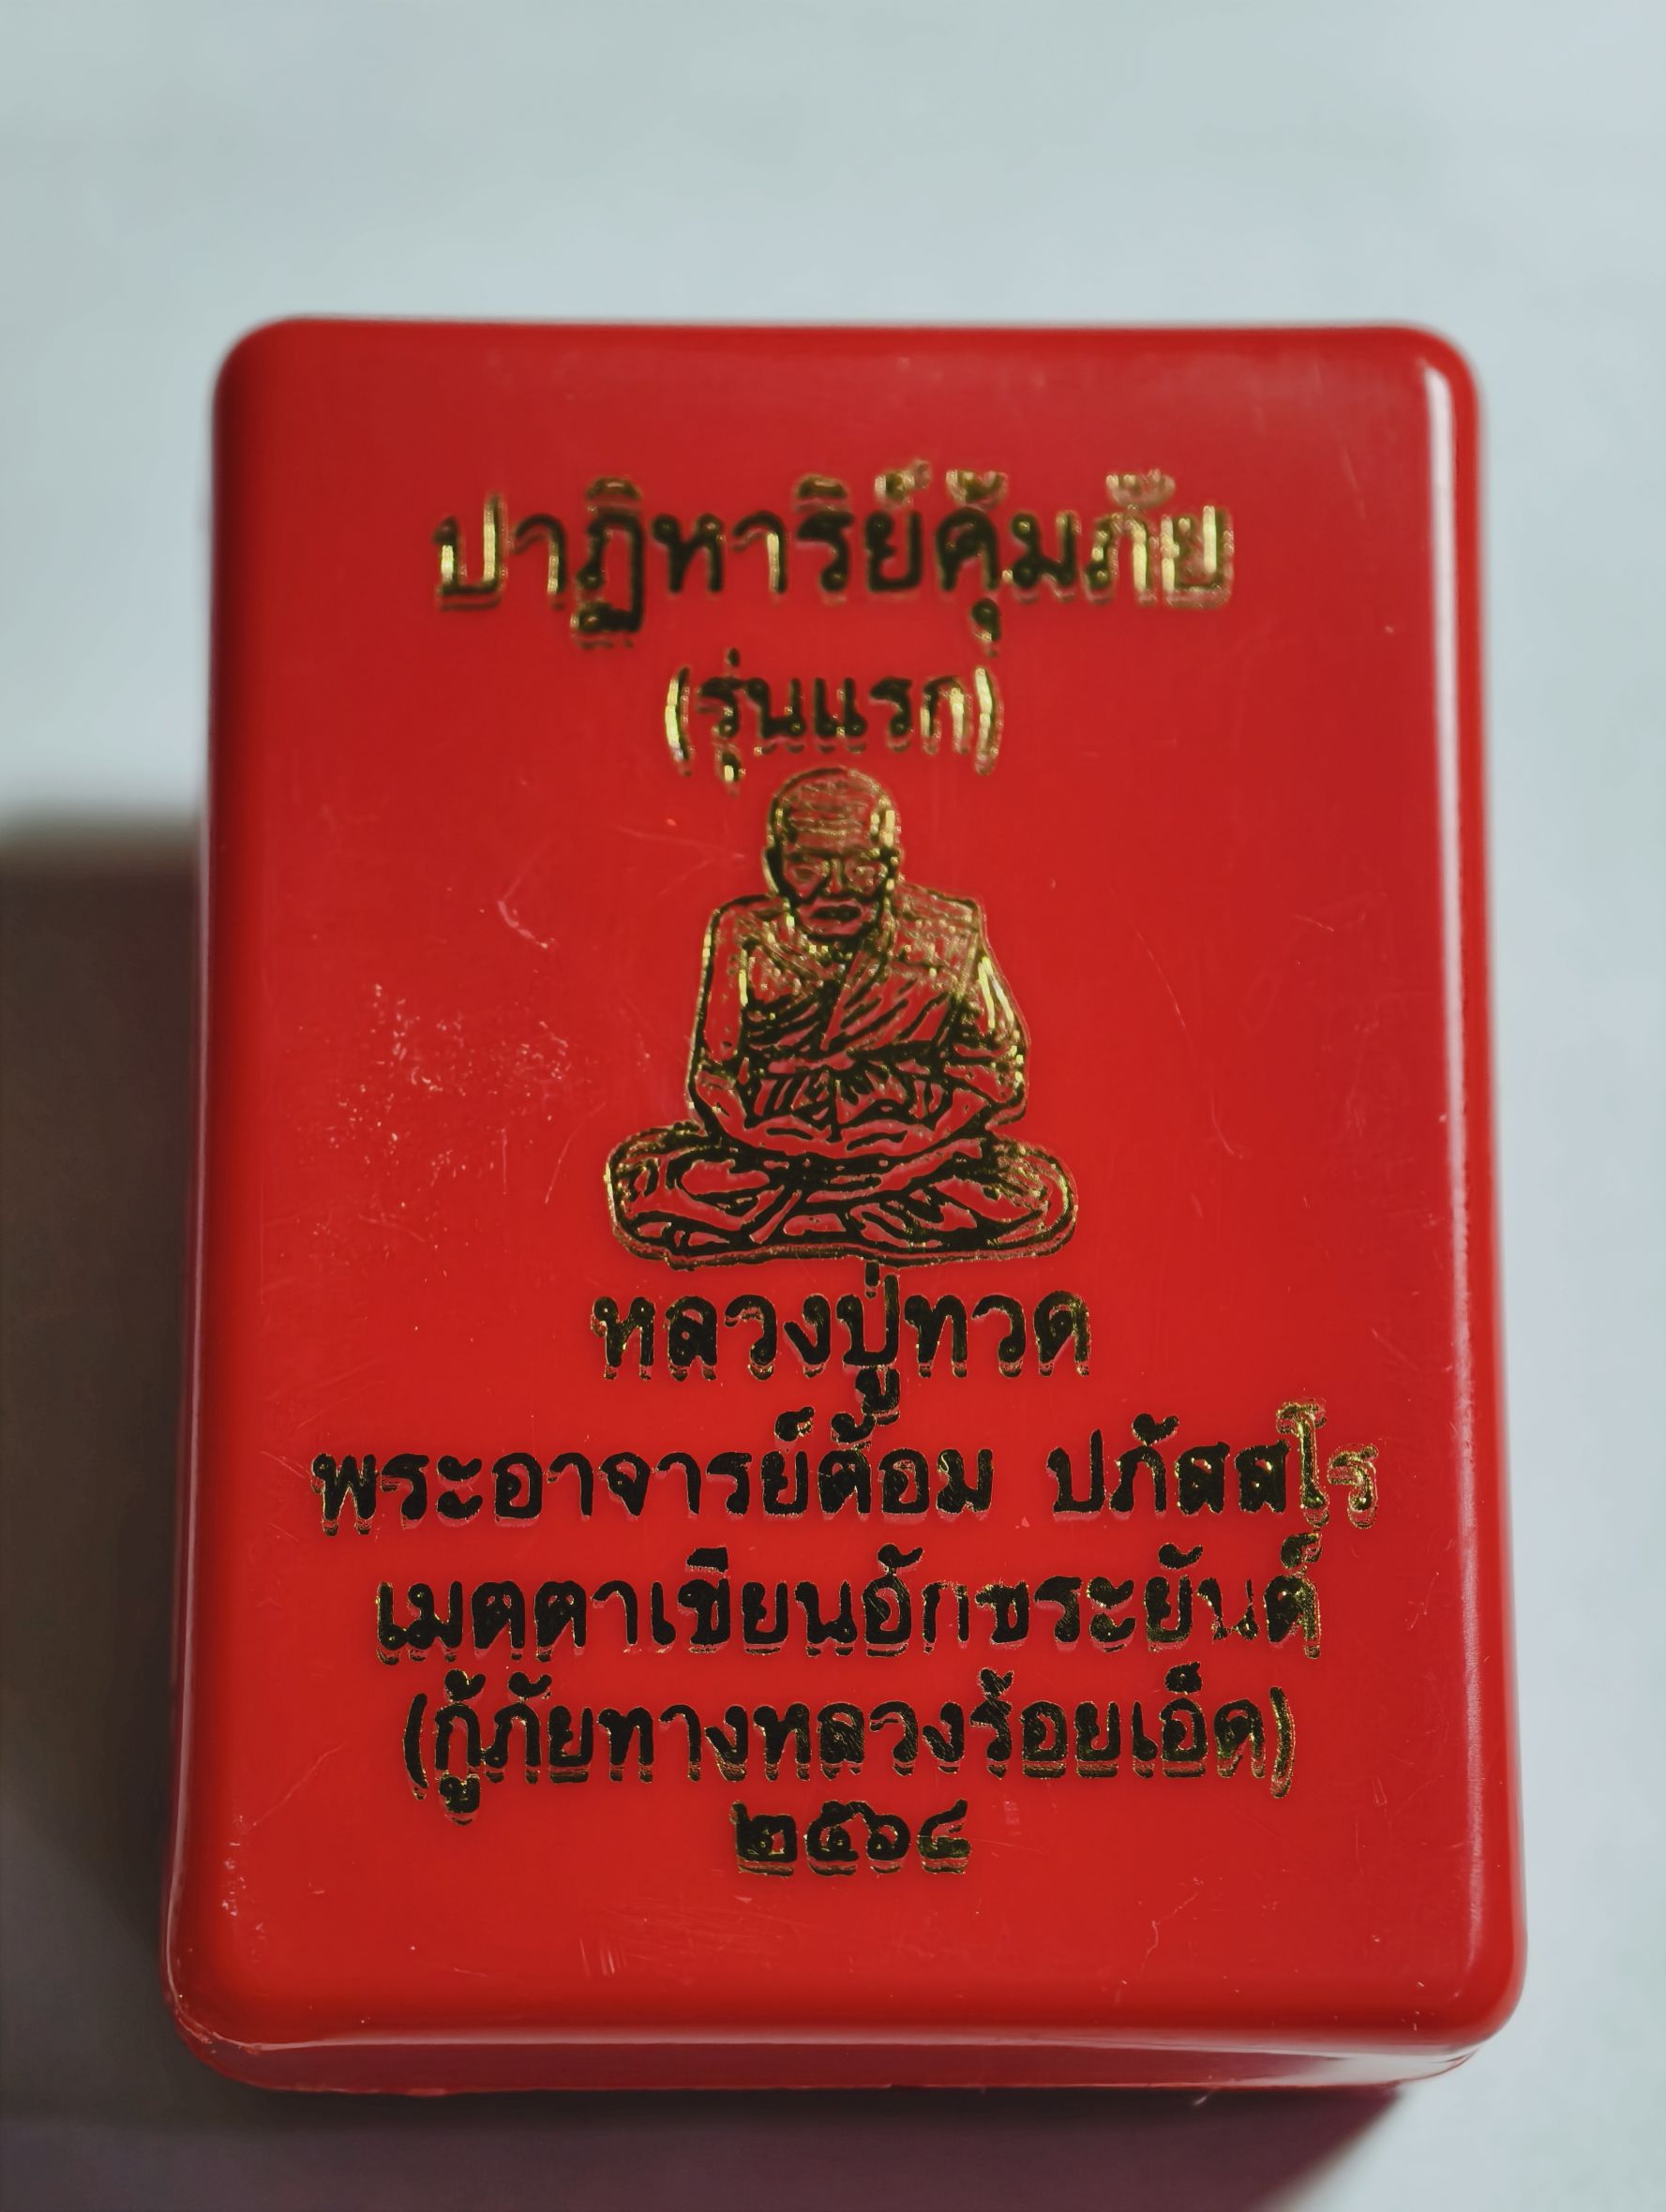 ปาฏิหาริย์คุ้มภัย
(รุ่นแรก)
หลวงปู่ทวด
พระอาจารย์ต้อม ปภัสสโร
เมตตาเขียนอักขระยันต์
(กู้ภัยทางหลวงร้อยเอ็ด)
๒๕๖๔